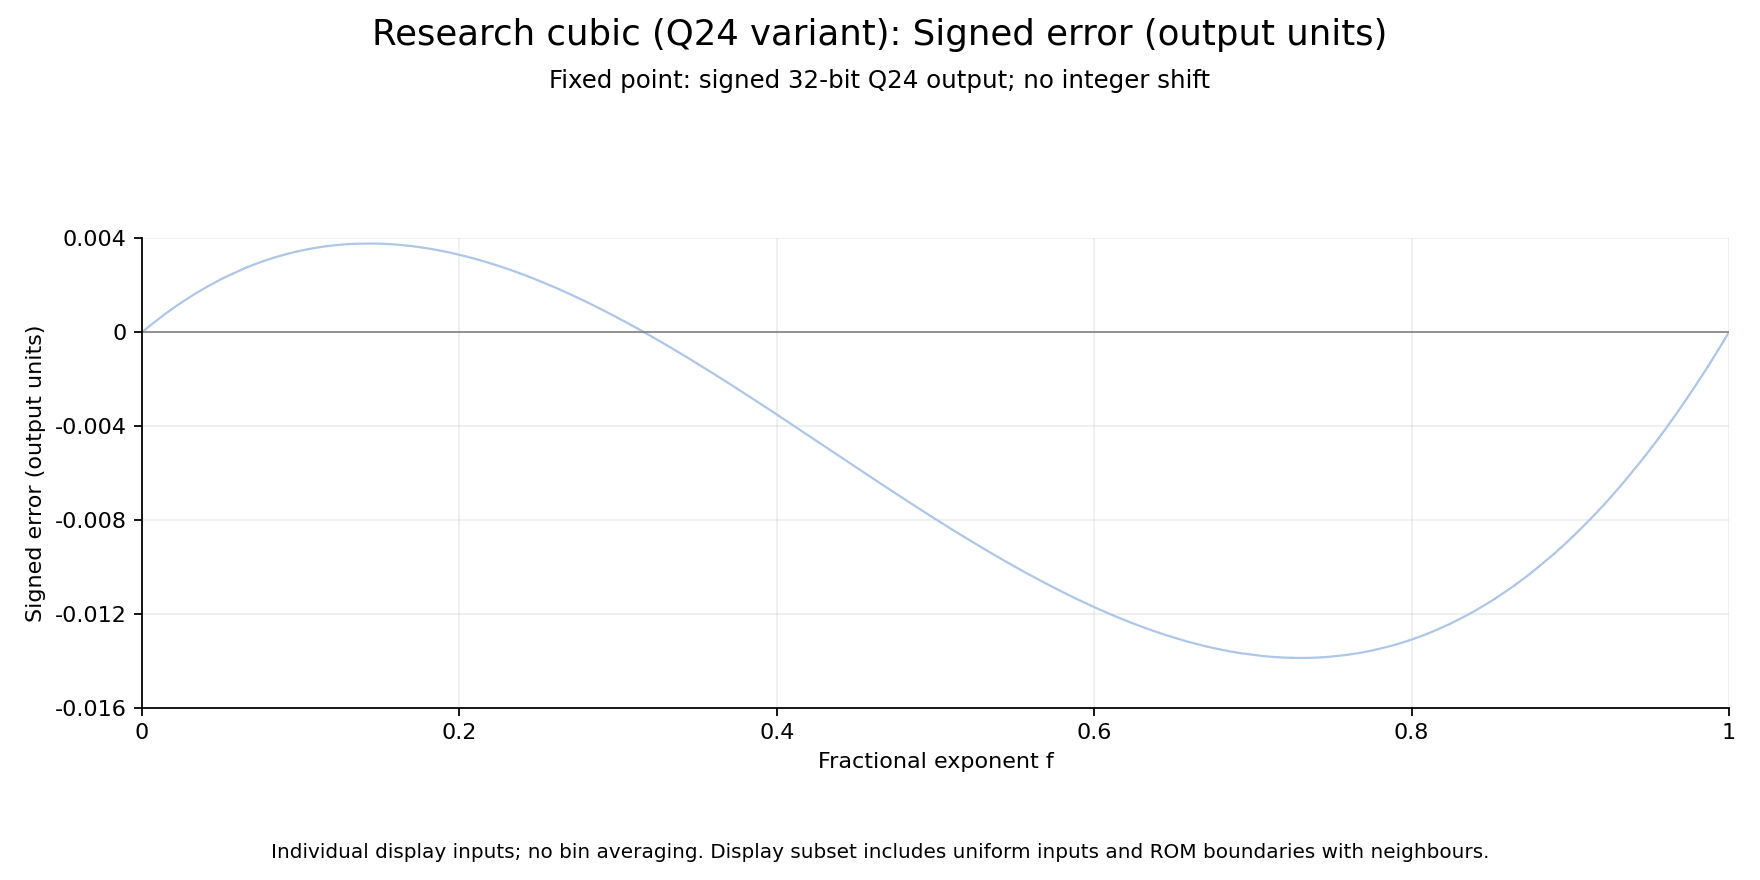 Research cubic (Q24 variant): Signed error (output units)
Fixed point: signed 32-bit Q24 output; no integer shift
Signed error (output units)
0.004
0
-0.004
-0.008
-0.012
-0.016
0 0.2 0.4 0.6 0.8 1
Fractional exponent f
Individual display inputs; no bin averaging. Display subset includes uniform inputs and ROM boundaries with neighbours.